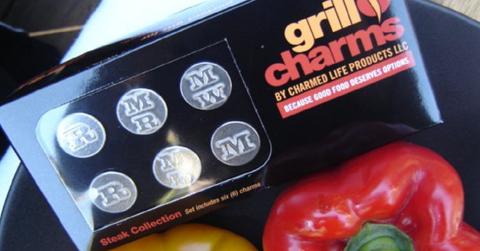 grill
charms
BY CHARMED LIFE PRODUCTS LLC
BECAUSE GOOD FOOD DESERVES OPTIONS
R
M
R
M
W
R
M
W
M
Steak Collection Set includes six (6) charms